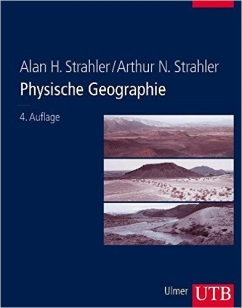 Alan H. Strahler/Arthur N. Strahler
Physische Geographie
4. Auflage
Ulmer UTB